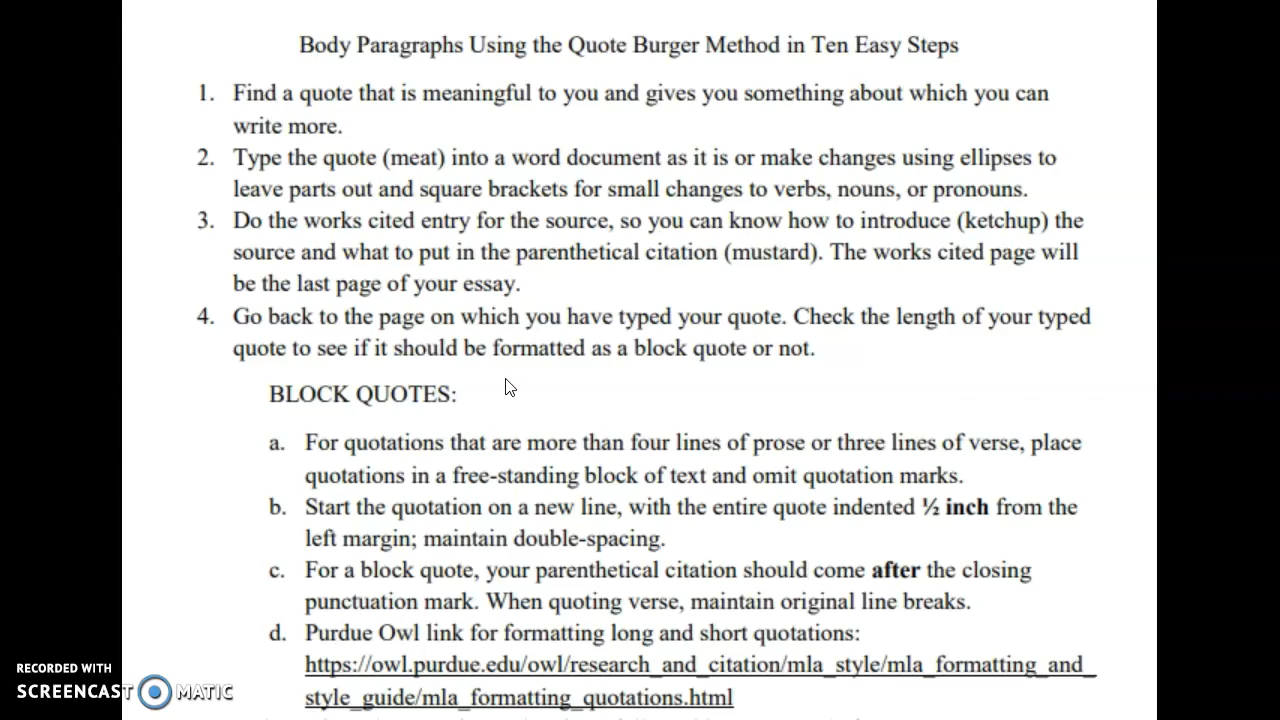 Body Paragraphs Using the Quote Burger Method in Ten Easy Steps
1. Find a quote that is meaningful to you and gives you something about which you can
write more.
2. Type the quote (meat) into a word document as it is or make changes using ellipses to
leave parts out and square brackets for small changes to verbs, nouns, or pronouns.
3. Do the works cited entry for the source, so you can know how to introduce (ketchup) the
source and what to put in the parenthetical citation (mustard). The works cited page will
be the last page of your essay.
4. Go back to the page on which you have typed your quote. Check the length of your typed
quote to see if it should be formatted as a block quote or not.
BLOCK QUOTES:
a. For quotations that are more than four lines of prose or three lines of verse, place
quotations in a free-standing block of text and omit quotation marks.
b. Start the quotation on a new line, with the entire quote indented ½ inch from the
left margin; maintain double-spacing.
c. For a block quote, your parenthetical citation should come after the closing
punctuation mark. When quoting verse, maintain original line breaks.
d. Purdue Owl link for formatting long and short quotations:
https://owl.purdue.edu/owl/research_and_citation/mla_style/mla_formatting_and_
style_guide/mla_formatting_quotations.html
RECORDED WITH
SCREENCAST MATIC